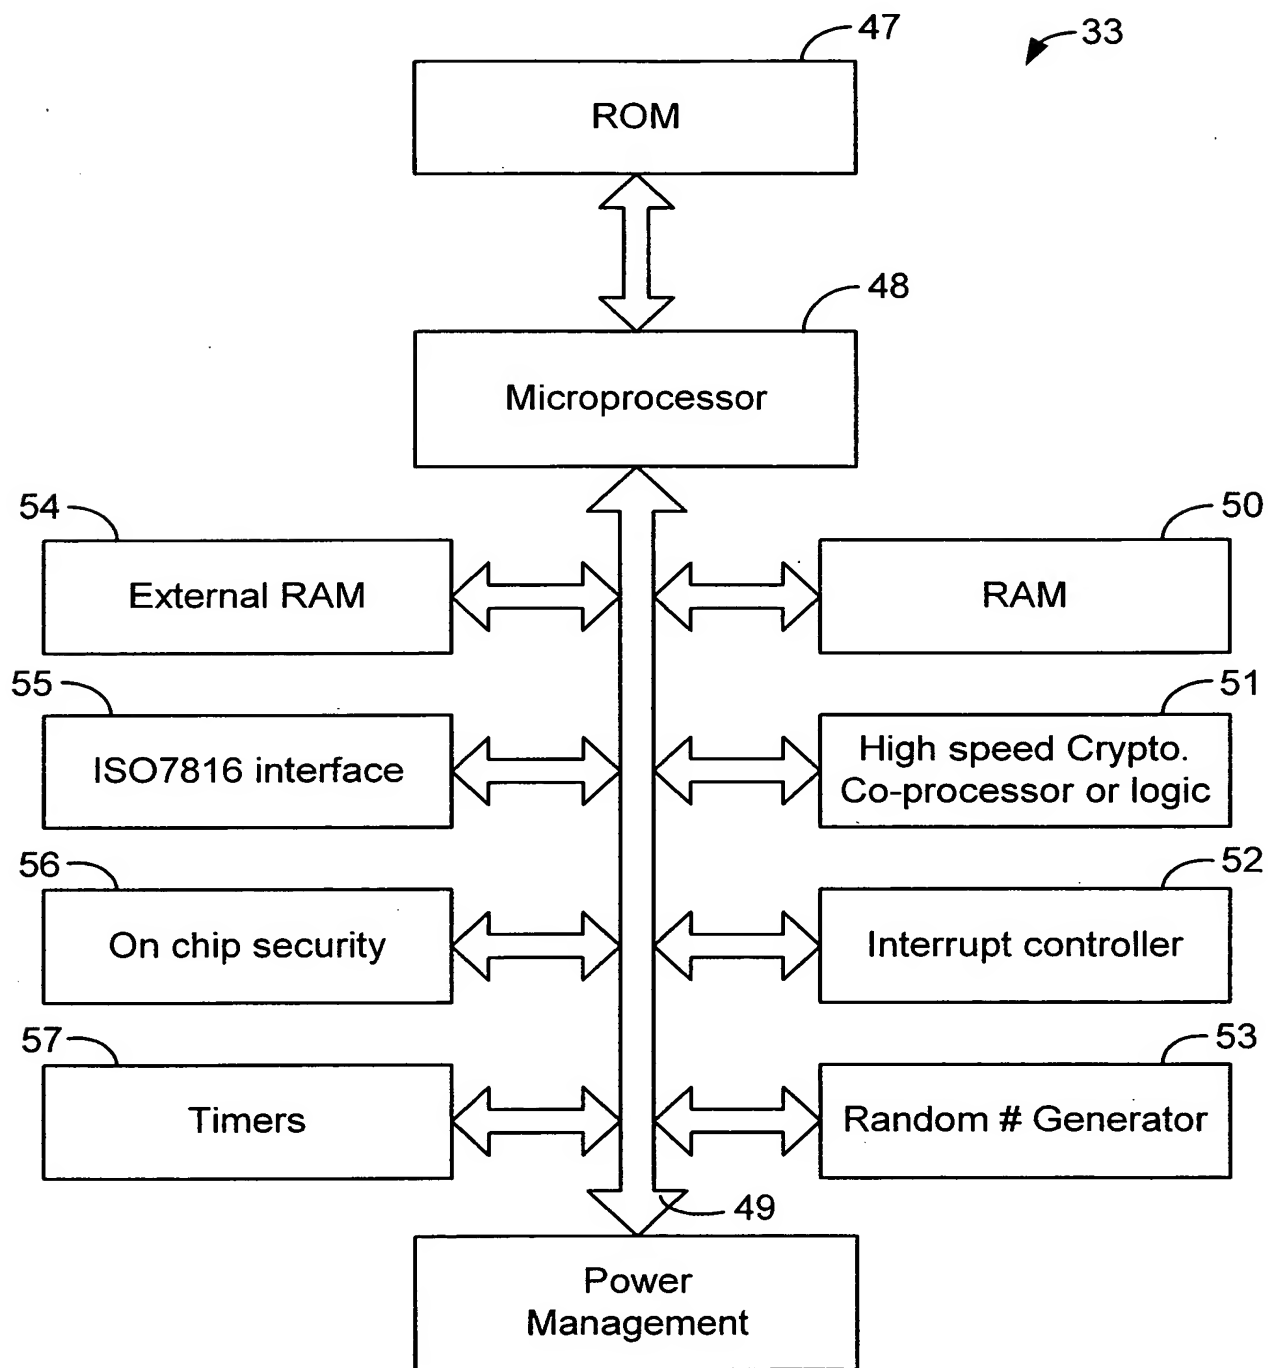 47
33
ROM
48
Microprocessor
54
50
External RAM
RAM
55
51
ISO7816 interface
High speed Crypto.
Co-processor or logic
56
52
On chip security
Interrupt controller
57
53
Timers
Random # Generator
49
Power
Management